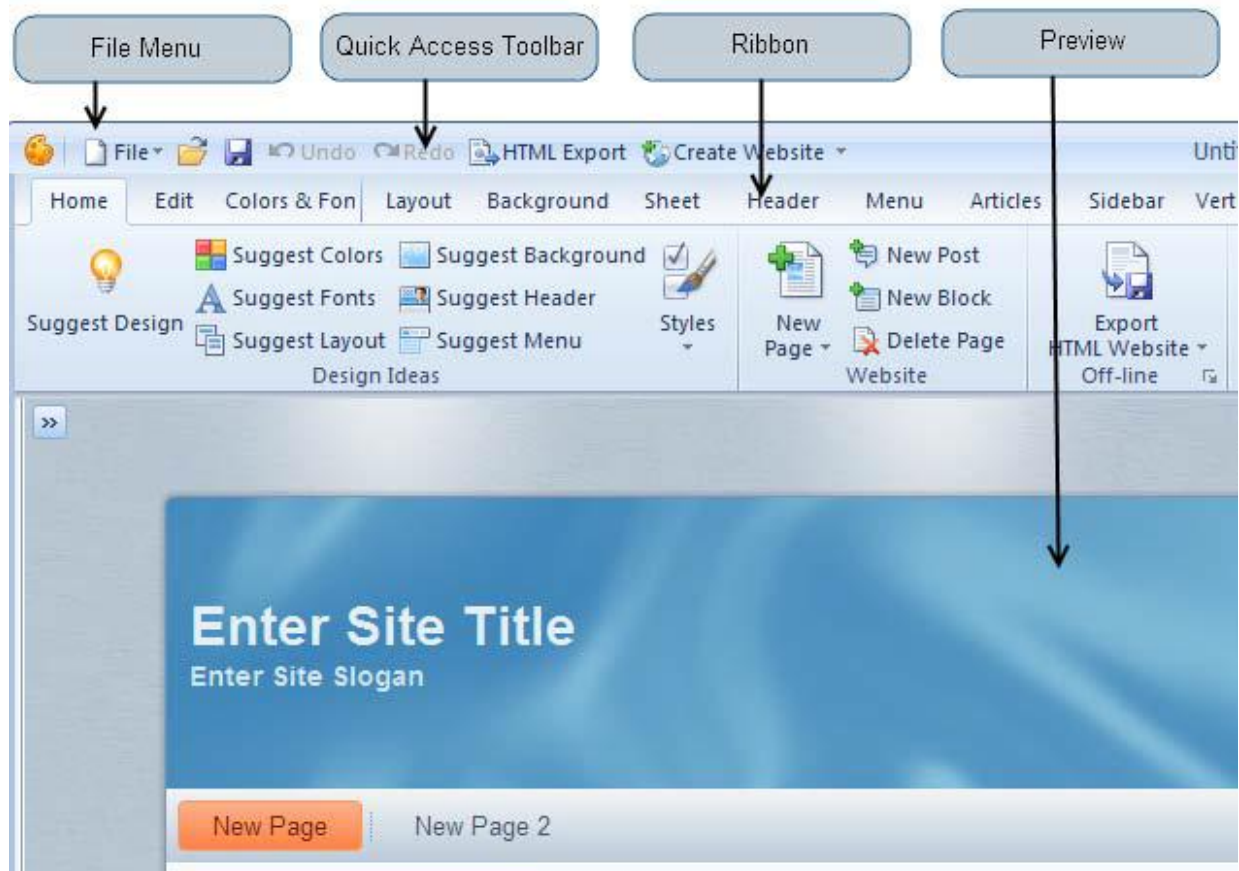 File Menu Quick Access Toolbar Ribbon Preview
File Undo Redo HTML Export Create Website Unti
Home Edit Colors & Fon Layout Background Sheet Header Menu Articles Sidebar Vert
Suggest Colors Suggest Background New Post
Suggest Fonts Suggest Header New Block
Suggest Design Styles New Export
Suggest Layout Suggest Menu Page Delete Page HTML Website
Design Ideas Website Off-line
Enter Site Title
Enter Site Slogan
New Page New Page 2